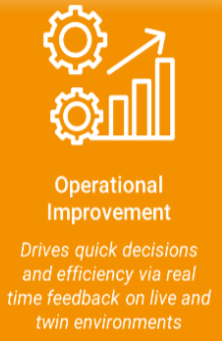 Operational
Improvement
Drives quick decisions
and efficiency via real
time feedback on live and
twin environments